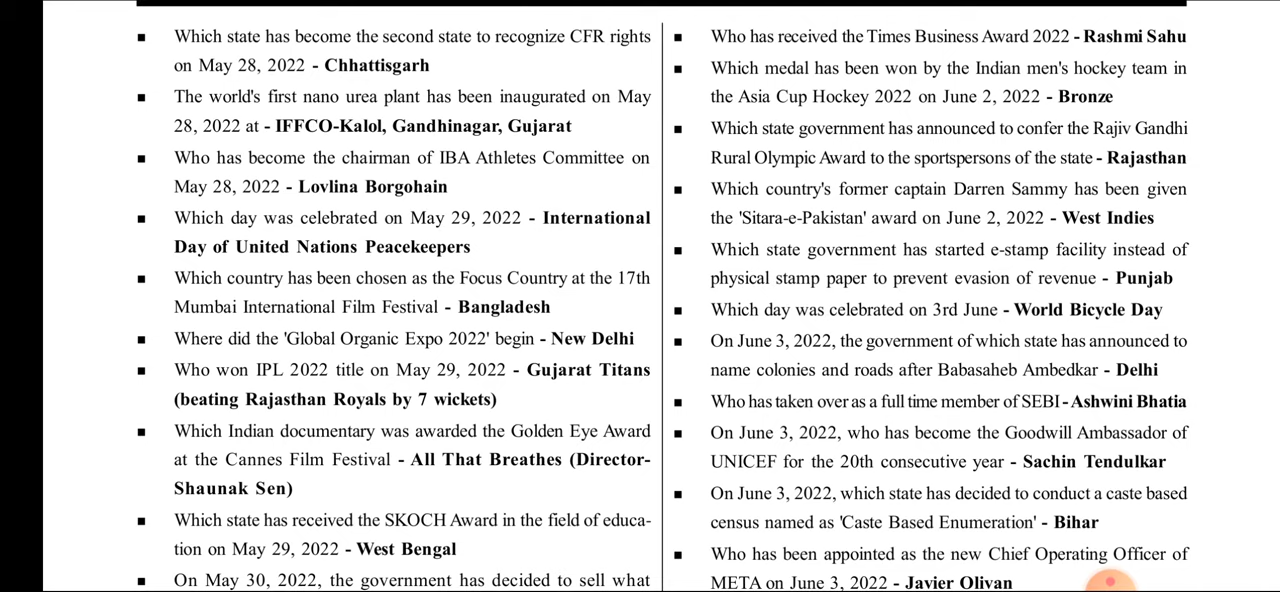 ▪ Which state has become the second state to recognize CFR rights
on May 28, 2022 - Chhattisgarh
▪ The world's first nano urea plant has been inaugurated on May
28, 2022 at - IFFCO-Kalol, Gandhinagar, Gujarat
▪ Who has become the chairman of IBA Athletes Committee on
May 28, 2022 - Lovlina Borgohain
▪ Which day was celebrated on May 29, 2022 - International
Day of United Nations Peacekeepers
▪ Which country has been chosen as the Focus Country at the 17th
Mumbai International Film Festival - Bangladesh
▪ Where did the 'Global Organic Expo 2022' begin - New Delhi
▪ Who won IPL 2022 title on May 29, 2022 - Gujarat Titans
(beating Rajasthan Royals by 7 wickets)
▪ Which Indian documentary was awarded the Golden Eye Award
at the Cannes Film Festival - All That Breathes (Director-
Shaunak Sen)
▪ Which state has received the SKOCH Award in the field of educa-
tion on May 29, 2022 - West Bengal
▪ On May 30, 2022, the government has decided to sell what
▪ Who has received the Times Business Award 2022 - Rashmi Sahu
▪ Which medal has been won by the Indian men's hockey team in
the Asia Cup Hockey 2022 on June 2, 2022 - Bronze
▪ Which state government has announced to confer the Rajiv Gandhi
Rural Olympic Award to the sportspersons of the state - Rajasthan
▪ Which country's former captain Darren Sammy has been given
the 'Sitara-e-Pakistan' award on June 2, 2022 - West Indies
▪ Which state government has started e-stamp facility instead of
physical stamp paper to prevent evasion of revenue - Punjab
▪ Which day was celebrated on 3rd June - World Bicycle Day
▪ On June 3, 2022, the government of which state has announced to
name colonies and roads after Babasaheb Ambedkar - Delhi
▪ Who has taken over as a full time member of SEBI - Ashwini Bhatia
▪ On June 3, 2022, who has become the Goodwill Ambassador of
UNICEF for the 20th consecutive year - Sachin Tendulkar
▪ On June 3, 2022, which state has decided to conduct a caste based
census named as 'Caste Based Enumeration' - Bihar
▪ Who has been appointed as the new Chief Operating Officer of
META on June 3, 2022 - Javier Olivan